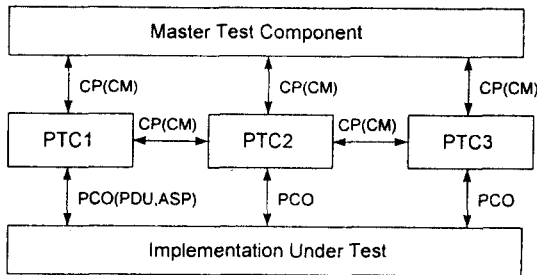 Master Test Component
CP(CM)
CP(CM)
CP(CM)
CP(CM)
CP(CM)
PTC1
PTC2
PTC3
PCO(PDU,ASP)
PCO
PCO
Implementation Under Test